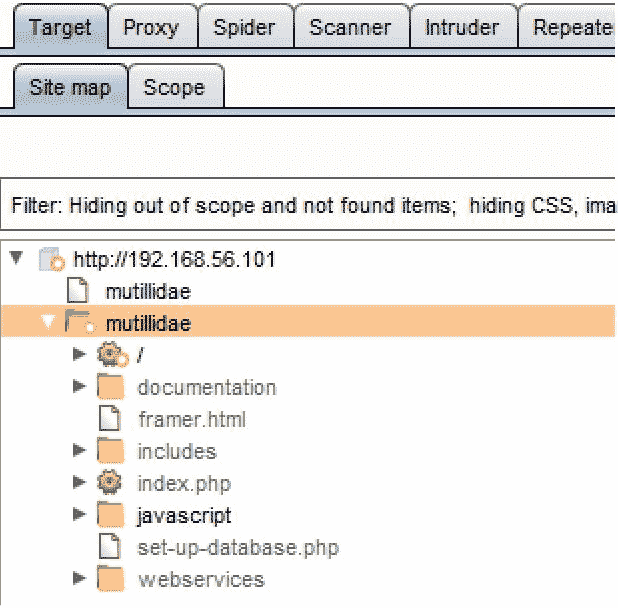 Target Proxy Spider Scanner Intruder Repeate
Site map Scope
Filter: Hiding out of scope and not found items; hiding CSS, ima
http://192.168.56.101
mutillidae
mutillidae
/
documentation
framer.html
includes
index.php
javascript
set-up-database.php
webservices